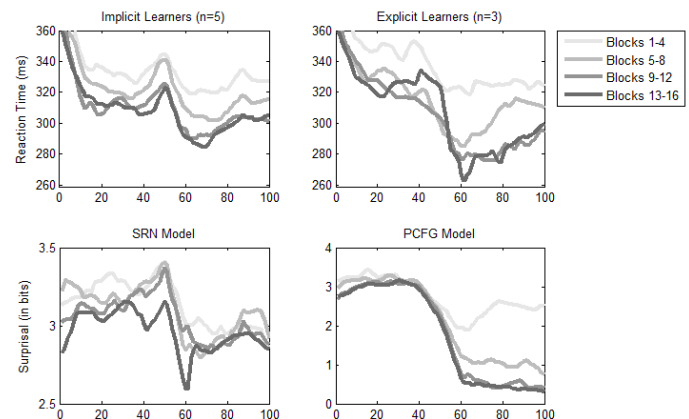 Implicit Learners (n=5)
Explicit Learners (n=3)
Reaction Time (ms)
360
340
320
300
280
260
0 20 40 60 80 100
360
340
320
300
280
260
0 20 40 60 80 100
Blocks 1-4
Blocks 5-8
Blocks 9-12
Blocks 13-16
SRN Model
PCFG Model
Surprisal (in bits)
3.5
3
2.5
0 20 40 60 80 100
4
3
2
1
0
0 20 40 60 80 100